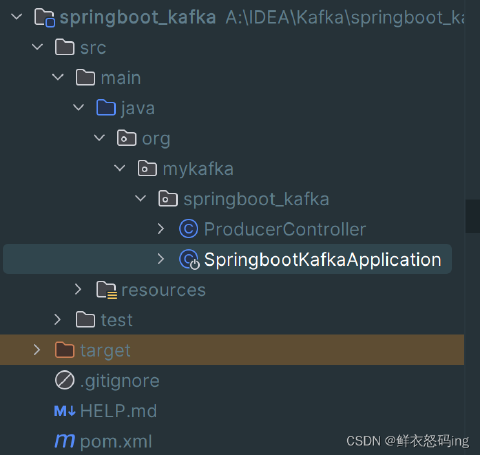 springboot_kafka A:\IDEA\Kafka\springboot_ka
src
main
java
org
mykafka
springboot_kafka
ProducerController
SpringbootKafkaApplication
resources
test
target
.gitignore
HELP.md
pom.xml
CSDN @鲜衣怒码ing